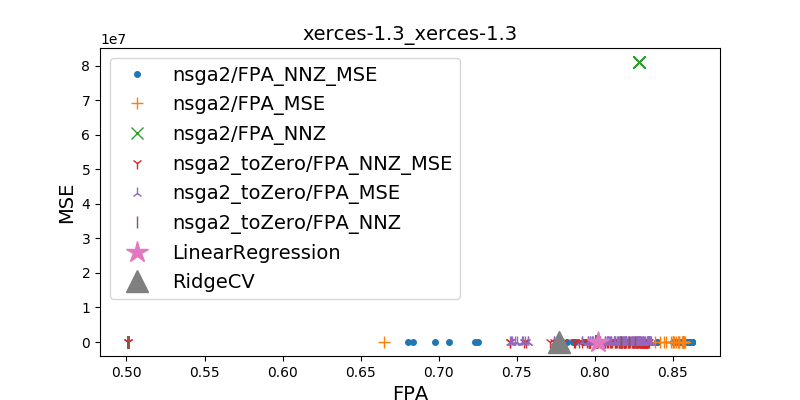 xerces-1.3_xerces-1.3
1e7
8
7
6
5
4
3
2
1
0
MSE
nsga2/FPA_NNZ_MSE
nsga2/FPA_MSE
nsga2/FPA_NNZ
nsga2_toZero/FPA_NNZ_MSE
nsga2_toZero/FPA_MSE
nsga2_toZero/FPA_NNZ
LinearRegression
RidgeCV
0.50 0.55 0.60 0.65 0.70 0.75 0.80 0.85
FPA